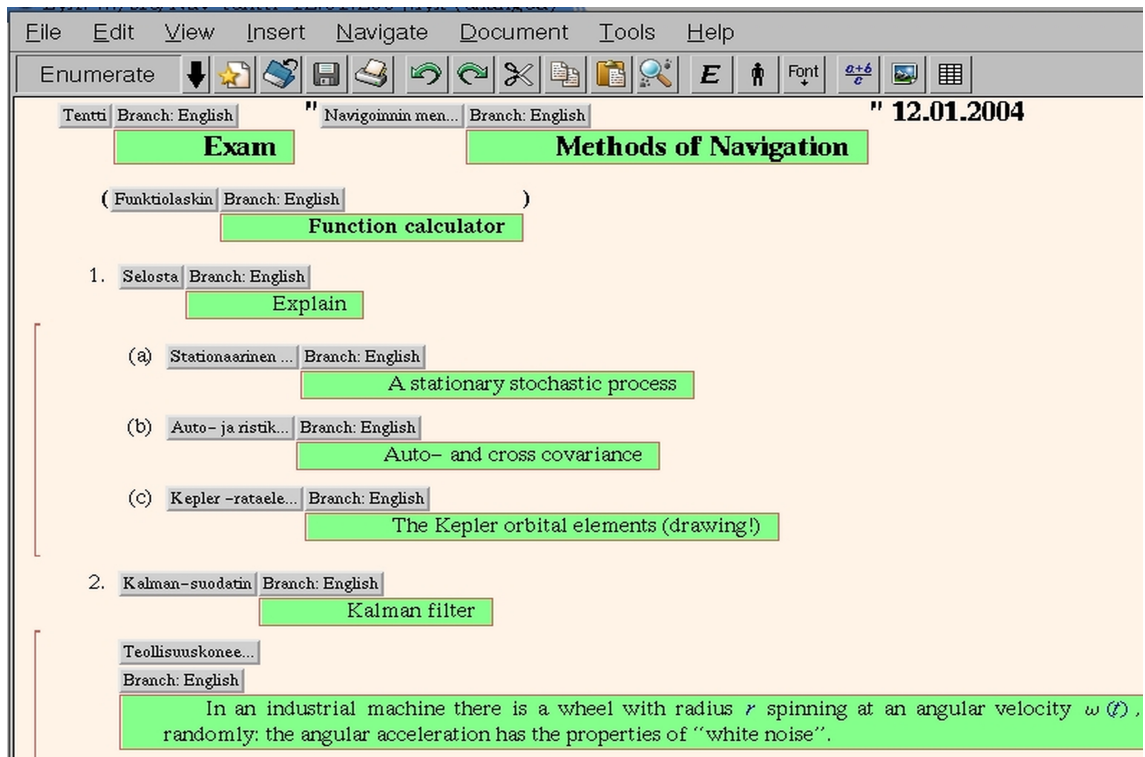 File Edit View Insert Navigate Document Tools Help
Enumerate E Font a+b c
Tentti Branch: English " Navigoinnin men... Branch: English " 12.01.2004
Exam Methods of Navigation
( Funktiolaskin Branch: English )
Function calculator
1. Selosta Branch: English
Explain
(a) Stationaarinen ... Branch: English
A stationary stochastic process
(b) Auto- ja ristik... Branch: English
Auto- and cross covariance
(c) Kepler -rataele... Branch: English
The Kepler orbital elements (drawing!)
2. Kalman-suodatin Branch: English
Kalman filter
Teollisuuskonee...
Branch: English
In an industrial machine there is a wheel with radius r spinning at an angular velocity ω(t),
randomly: the angular acceleration has the properties of "white noise".